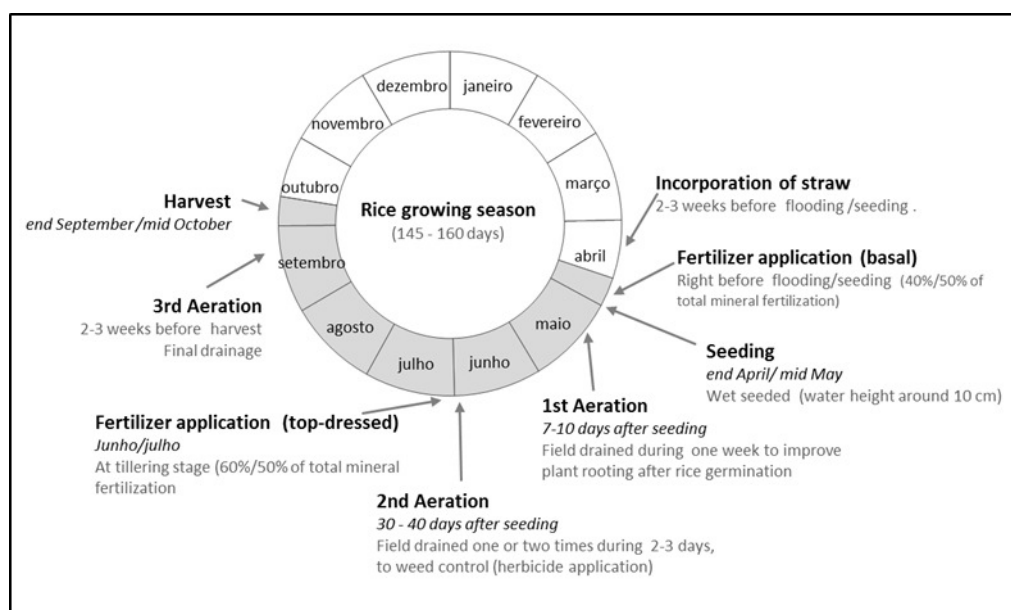 dezembro
janeiro
novembro
fevereiro
outubro
março
Rice growing season
(145 - 160 days)
setembro
abril
agosto
maio
julho
junho
Incorporation of straw
2-3 weeks before flooding /seeding .
Fertilizer application (basal)
Right before flooding/seeding (40%/50% of
total mineral fertilization)
Seeding
end April/ mid May
Wet seeded (water height around 10 cm)
1st Aeration
7-10 days after seeding
Field drained during one week to improve
plant rooting after rice germination
2nd Aeration
30 - 40 days after seeding
Field drained one or two times during 2-3 days,
to weed control (herbicide application)
Fertilizer application (top-dressed)
Junho/julho
At tillering stage (60%/50% of total mineral
fertilization
3rd Aeration
2-3 weeks before harvest
Final drainage
Harvest
end September /mid October